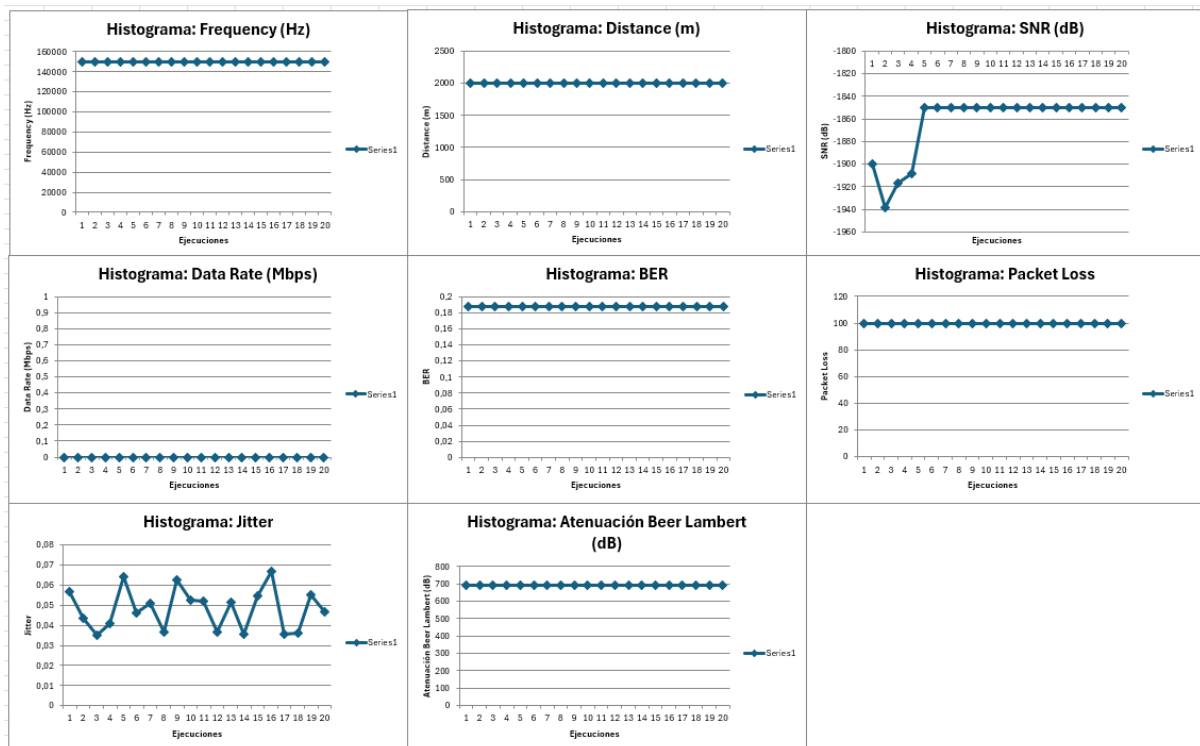 Histograma: Frequency (Hz)
160000
140000
120000
100000
80000
60000
40000
20000
0
Frequency (Hz)
1 2 3 4 5 6 7 8 9 10 11 12 13 14 15 16 17 18 19 20
Ejecuciones
Series1
Histograma: Distance (m)
2500
2000
1500
1000
500
0
Distance (m)
1 2 3 4 5 6 7 8 9 10 11 12 13 14 15 16 17 18 19 20
Ejecuciones
Series1
Histograma: SNR (dB)
-1800
-1820
-1840
-1860
-1880
-1900
-1920
-1940
-1960
SNR (dB)
1 2 3 4 5 6 7 8 9 10 11 12 13 14 15 16 17 18 19 20
Ejecuciones
Series1
Histograma: Data Rate (Mbps)
1
0,9
0,8
0,7
0,6
0,5
0,4
0,3
0,2
0,1
0
Data Rate (Mbps)
1 2 3 4 5 6 7 8 9 10 11 12 13 14 15 16 17 18 19 20
Ejecuciones
Series1
Histograma: BER
0,2
0,18
0,16
0,14
0,12
0,1
0,08
0,06
0,04
0,02
0
BER
1 2 3 4 5 6 7 8 9 10 11 12 13 14 15 16 17 18 19 20
Ejecuciones
Series1
Histograma: Packet Loss
120
100
80
60
40
20
0
Packet Loss
1 2 3 4 5 6 7 8 9 10 11 12 13 14 15 16 17 18 19 20
Ejecuciones
Series1
Histograma: Jitter
0,08
0,07
0,06
0,05
0,04
0,03
0,02
0,01
0
Jitter
1 2 3 4 5 6 7 8 9 10 11 12 13 14 15 16 17 18 19 20
Ejecuciones
Series1
Histograma: Atenuación Beer Lambert
(dB)
800
700
600
500
400
300
200
100
0
Atenuación Beer Lambert (dB)
1 2 3 4 5 6 7 8 9 10 11 12 13 14 15 16 17 18 19 20
Ejecuciones
Series1